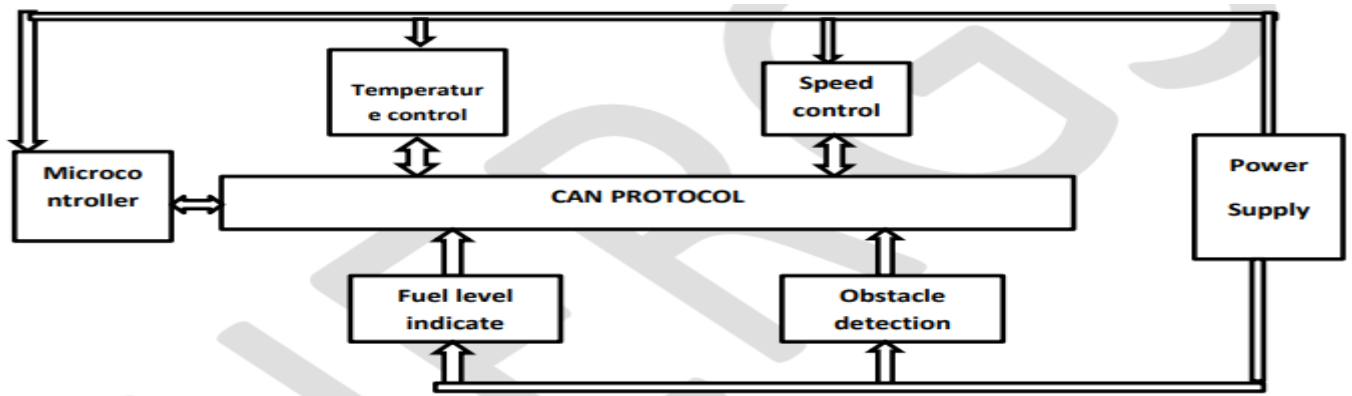 Temperatur
e control
Speed
control
Microco
ntroller
CAN PROTOCOL
Power
Supply
Fuel level
indicate
Obstacle
detection